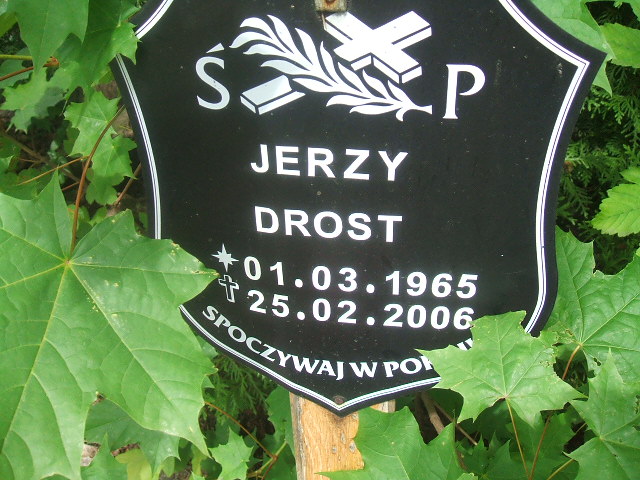 Ś P
JERZY
DROST
01.03.1965
25.02.2006
SPOCZYWAJ W